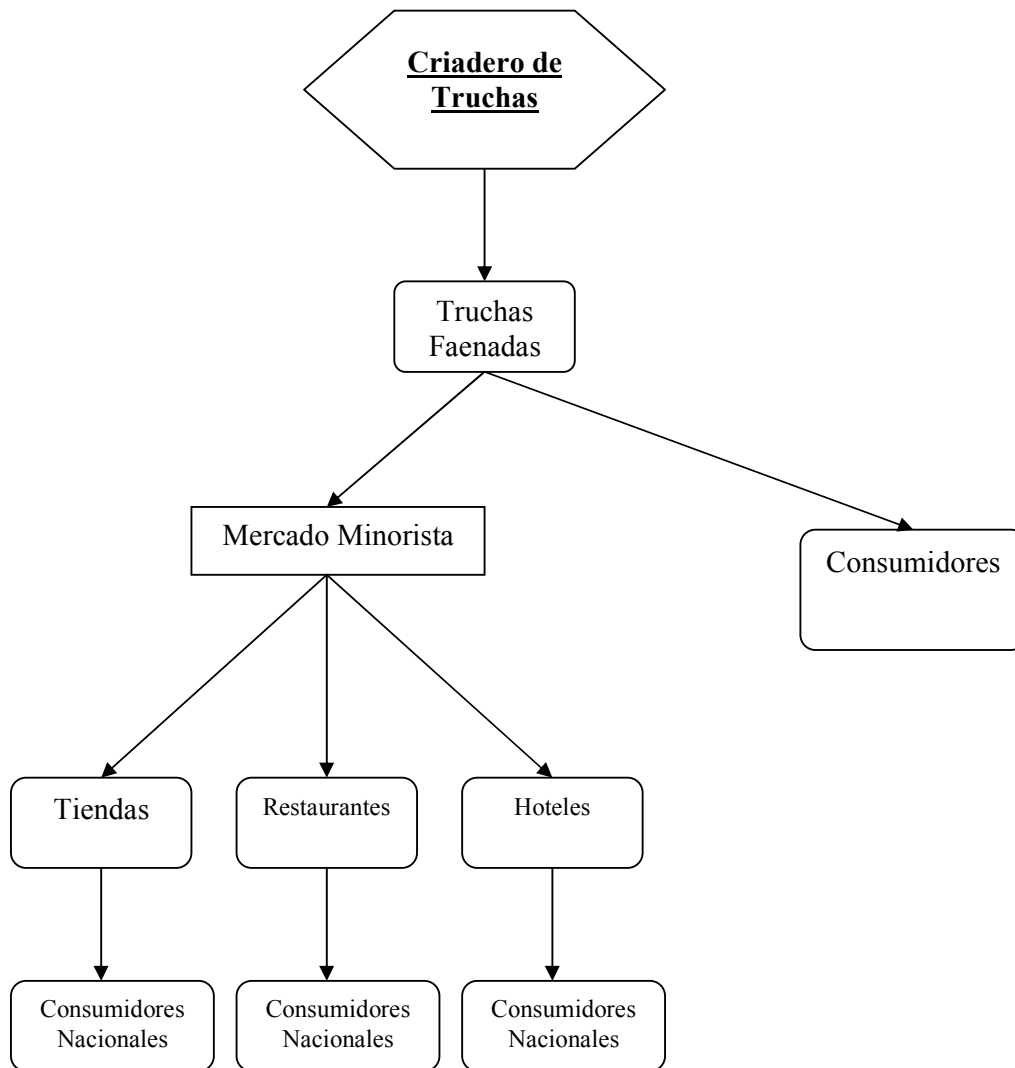 Criadero de
Truchas
Truchas
Faenadas
Mercado Minorista
Consumidores
Tiendas
Restaurantes
Hoteles
Consumidores
Nacionales
Consumidores
Nacionales
Consumidores
Nacionales